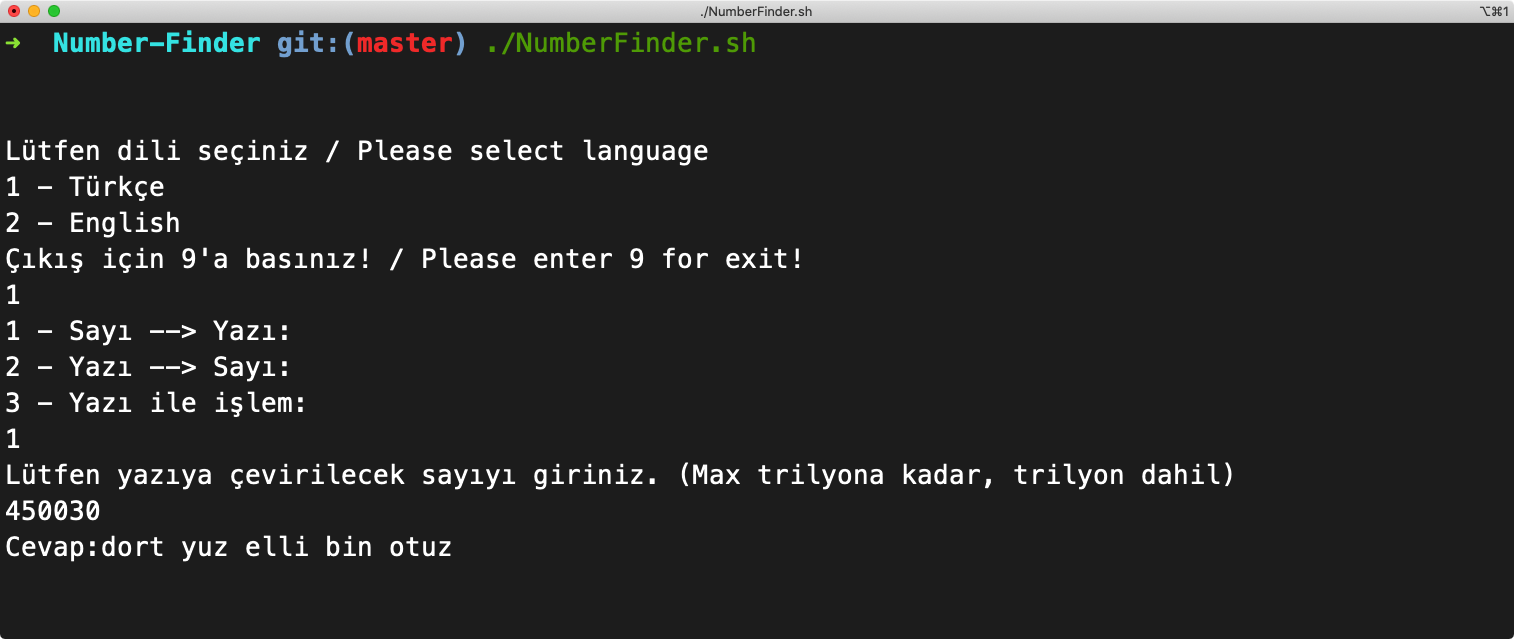 ./NumberFinder.sh
⌥⌘1
➜ Number-Finder git:(master) ./NumberFinder.sh
Lütfen dili seçiniz / Please select language
1 - Türkçe
2 - English
Çıkış için 9'a basınız! / Please enter 9 for exit!
1
1 - Sayı --> Yazı:
2 - Yazı --> Sayı:
3 - Yazı ile işlem:
1
Lütfen yazıya çevirilecek sayıyı giriniz. (Max trilyona kadar, trilyon dahil)
450030
Cevap:dort yuz elli bin otuz